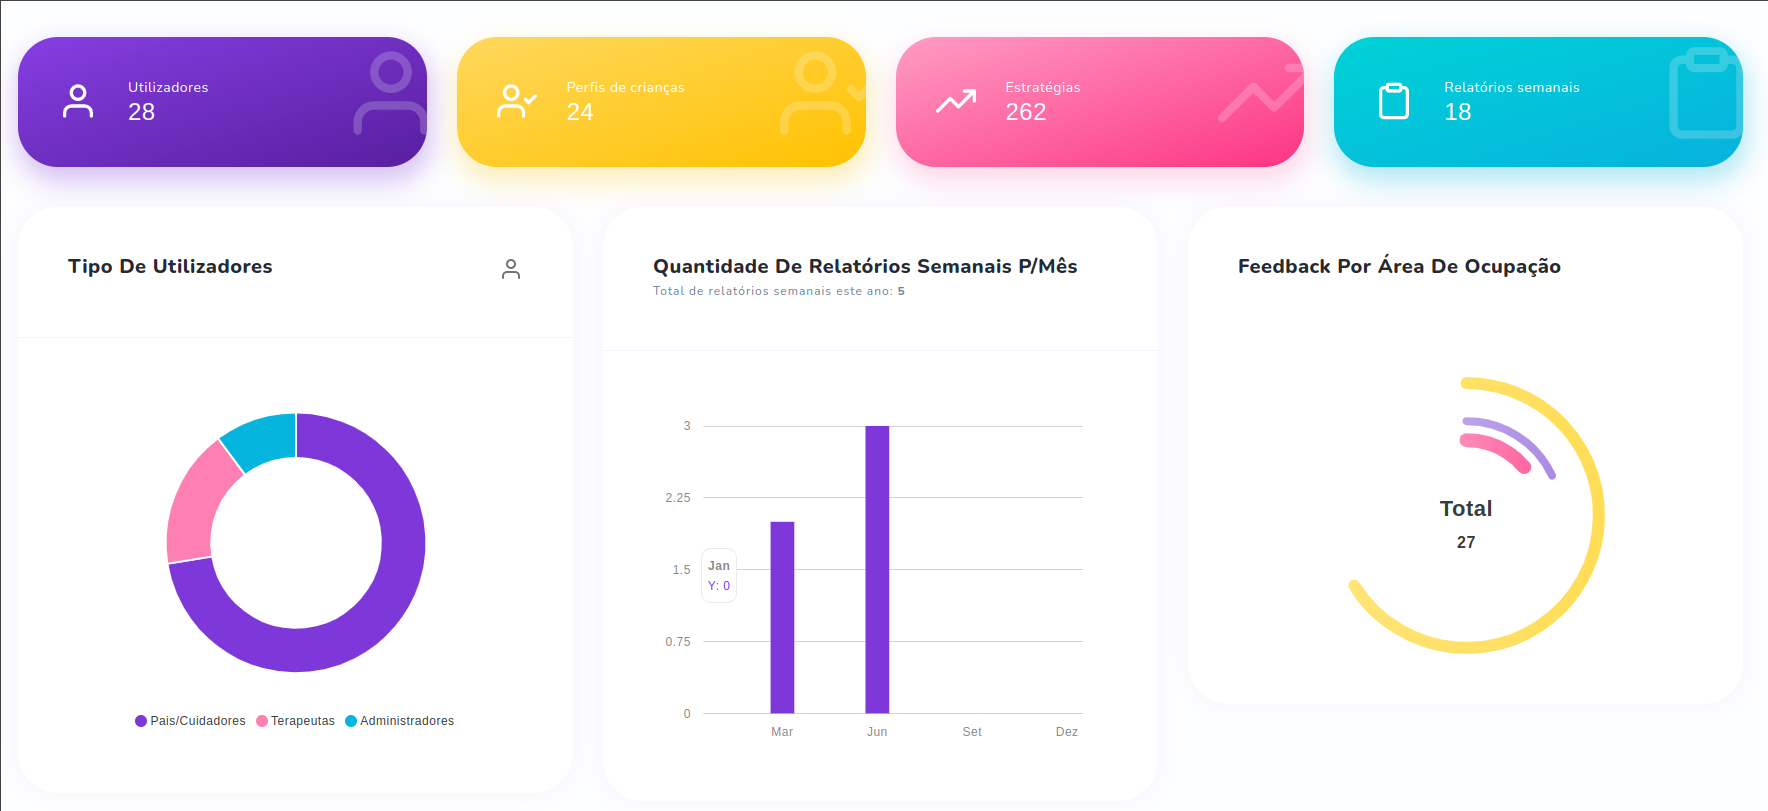 Utilizadores
28
Perfis de crianças
24
Estratégias
262
Relatórios semanais
18
Tipo De Utilizadores
Pais/Cuidadores Terapeutas Administradores
Quantidade De Relatórios Semanais P/Mês
Total de relatórios semanais este ano: 5
3
2.25
1.5
0.75
0
Jan
Y: 0
Mar Jun Set Dez
Feedback Por Área De Ocupação
Total
27